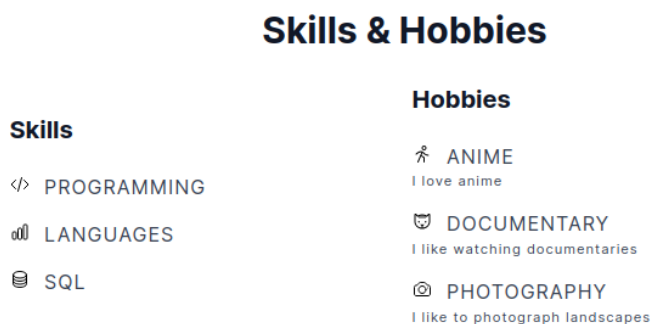 Skills & Hobbies
Skills
PROGRAMMING
LANGUAGES
SQL
Hobbies
ANIME
I love anime
DOCUMENTARY
I like watching documentaries
PHOTOGRAPHY
I like to photograph landscapes